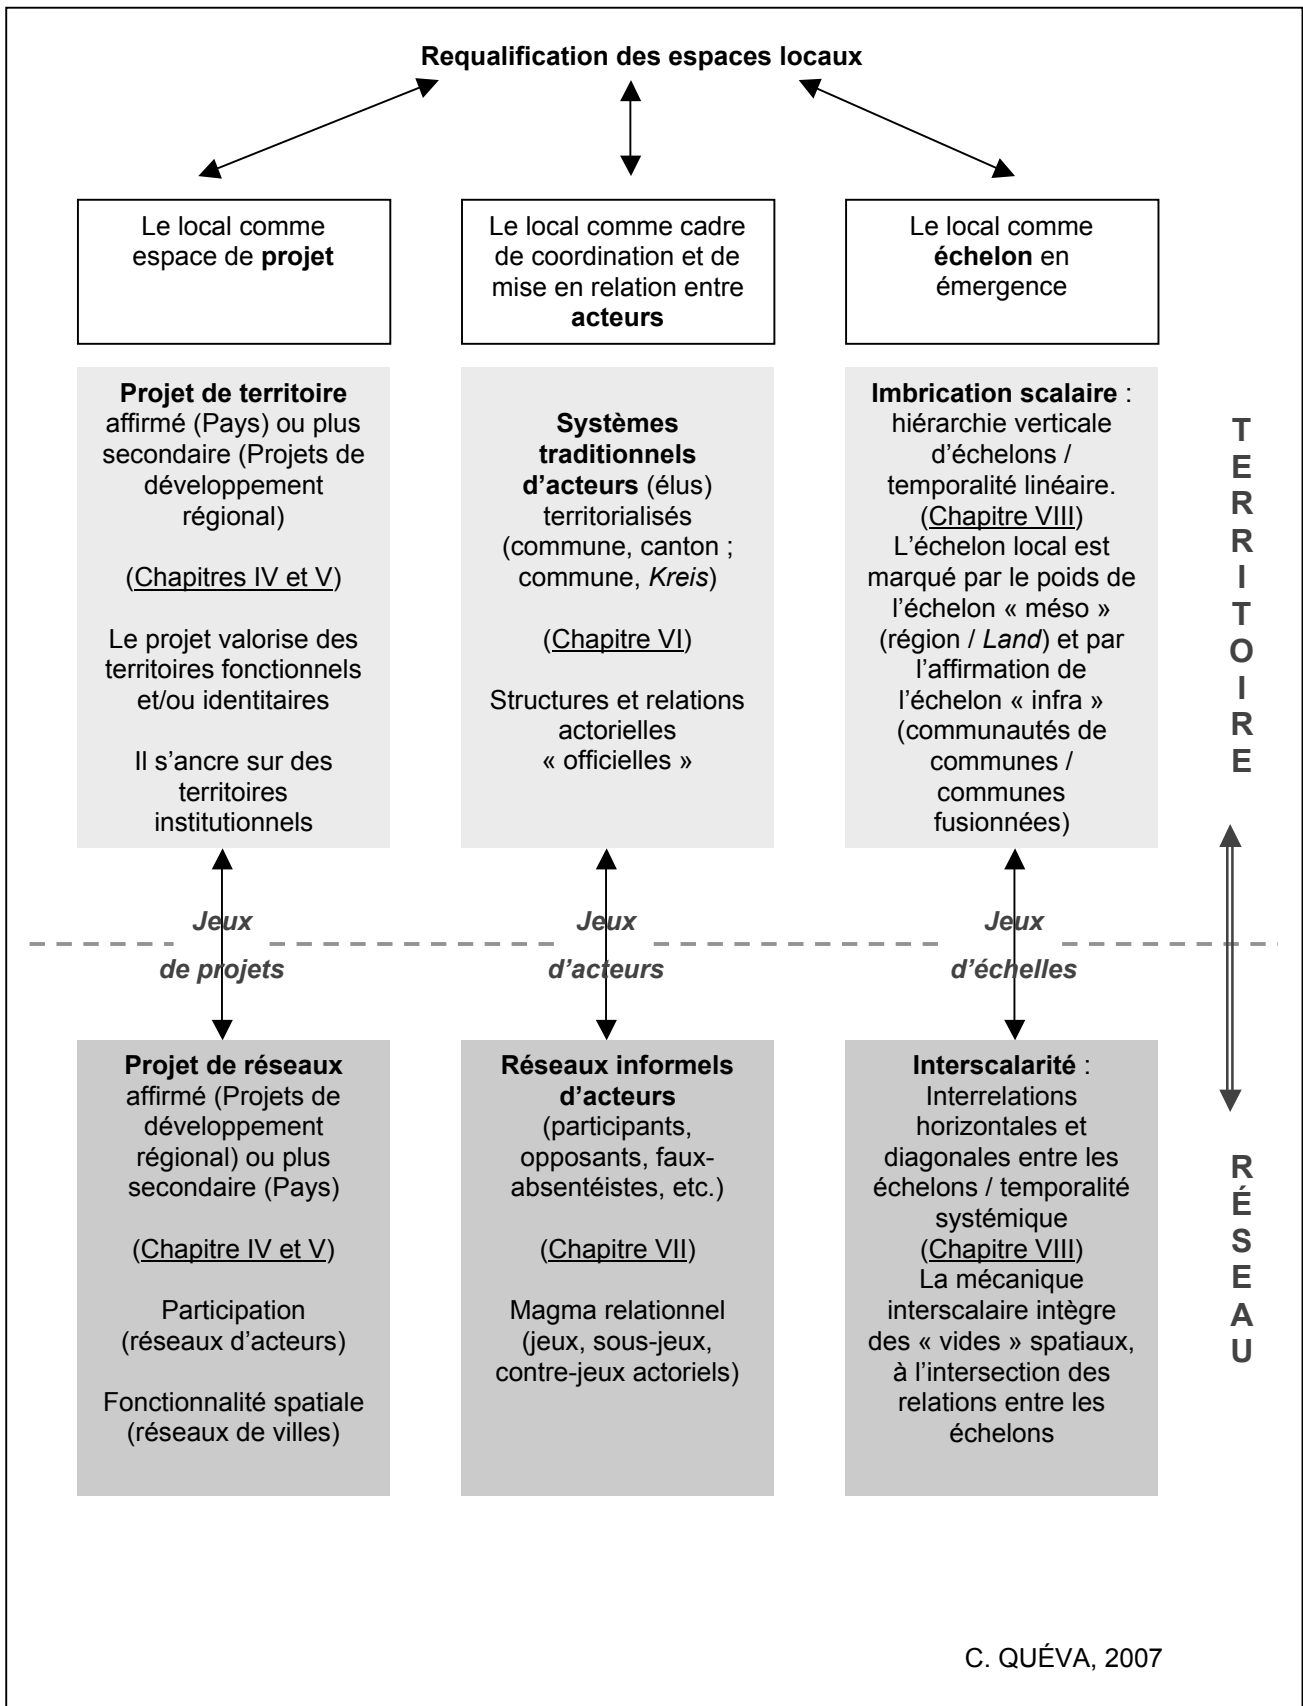 Requalification des espaces locaux
Le local comme
espace de projet
Le local comme cadre
de coordination et de
mise en relation entre
acteurs
Le local comme
échelon en
émergence
Projet de territoire
affirmé (Pays) ou plus
secondaire (Projets de
développement
régional)
(Chapitres IV et V)
Le projet valorise des
territoires fonctionnels
et/ou identitaires
Il s’ancre sur des
territoires
institutionnels
Systèmes
traditionnels
d’acteurs (élus)
territorialisés
(commune, canton ;
commune, Kreis)
(Chapitre VI)
Structures et relations
actorielles
« officielles »
Imbrication scalaire :
hiérarchie verticale
d’échelons /
temporalité linéaire.
(Chapitre VIII)
L’échelon local est
marqué par le poids de
l’échelon « méso »
(région / Land) et par
l’affirmation de
l’échelon « infra »
(communautés de
communes /
communes
fusionnées)
TERRITOIRE
Jeux
de projets
Jeux
d’acteurs
Jeux
d’échelles
Projet de réseaux
affirmé (Projets de
développement
régional) ou plus
secondaire (Pays)
(Chapitre IV et V)
Participation
(réseaux d’acteurs)
Fonctionnalité spatiale
(réseaux de villes)
Réseaux informels
d’acteurs
(participants,
opposants, faux-
absentéistes, etc.)
(Chapitre VII)
Magma relationnel
(jeux, sous-jeux,
contre-jeux actoriels)
Interscalarité :
Interrelations
horizontales et
diagonales entre les
échelons / temporalité
systémique
(Chapitre VIII)
La mécanique
interscalaire intègre
des « vides » spatiaux,
à l’intersection des
relations entre les
échelons
RÉSEAU
C. QUÉVA, 2007